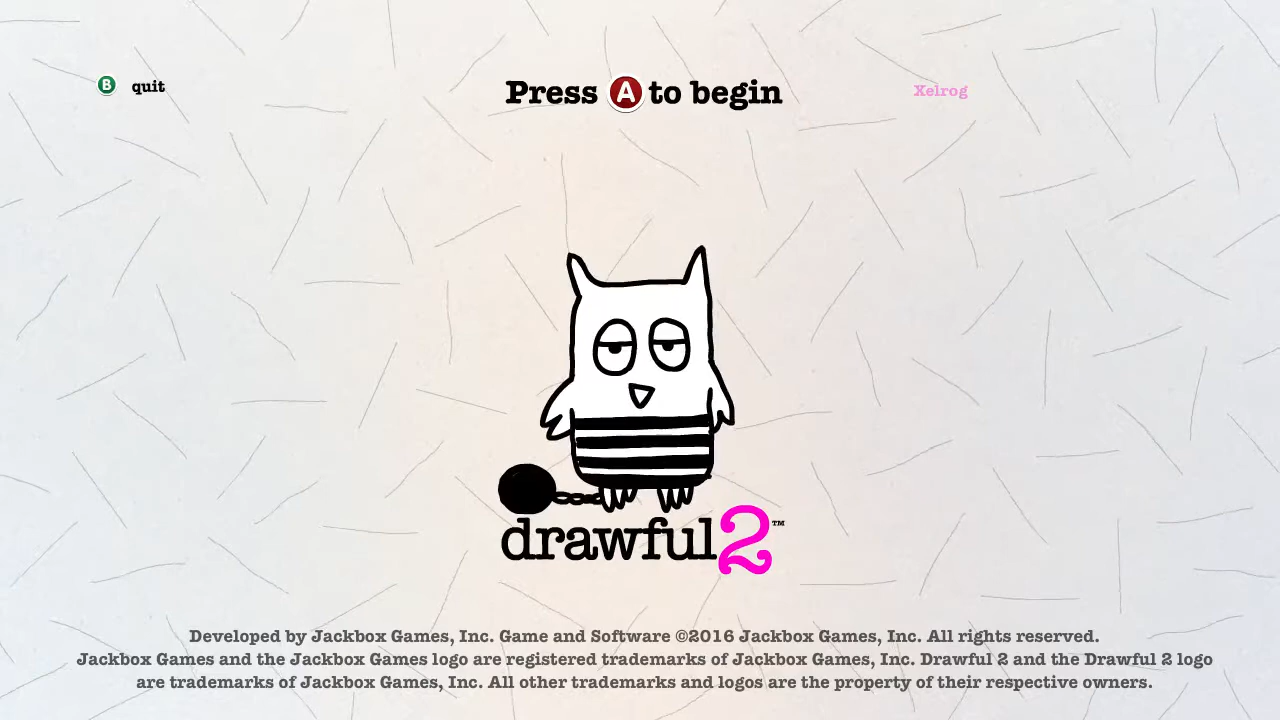 B quit
Press A to begin
Xelrog
drawful 2™
Developed by Jackbox Games, Inc. Game and Software ©2016 Jackbox Games, Inc. All rights reserved.
Jackbox Games and the Jackbox Games logo are registered trademarks of Jackbox Games, Inc. Drawful 2 and the Drawful 2 logo
are trademarks of Jackbox Games, Inc. All other trademarks and logos are the property of their respective owners.